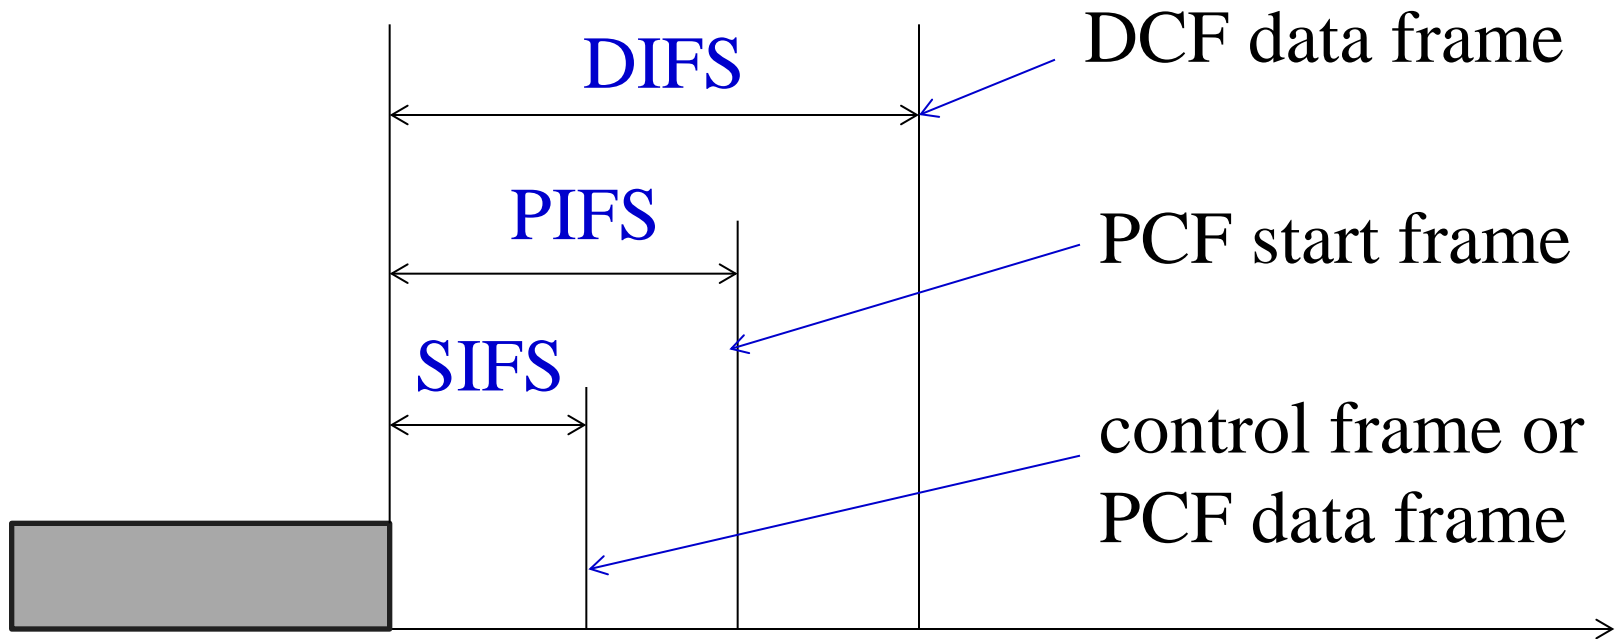 DIFS
DCF data frame
PIFS
PCF start frame
SIFS
control frame or
PCF data frame